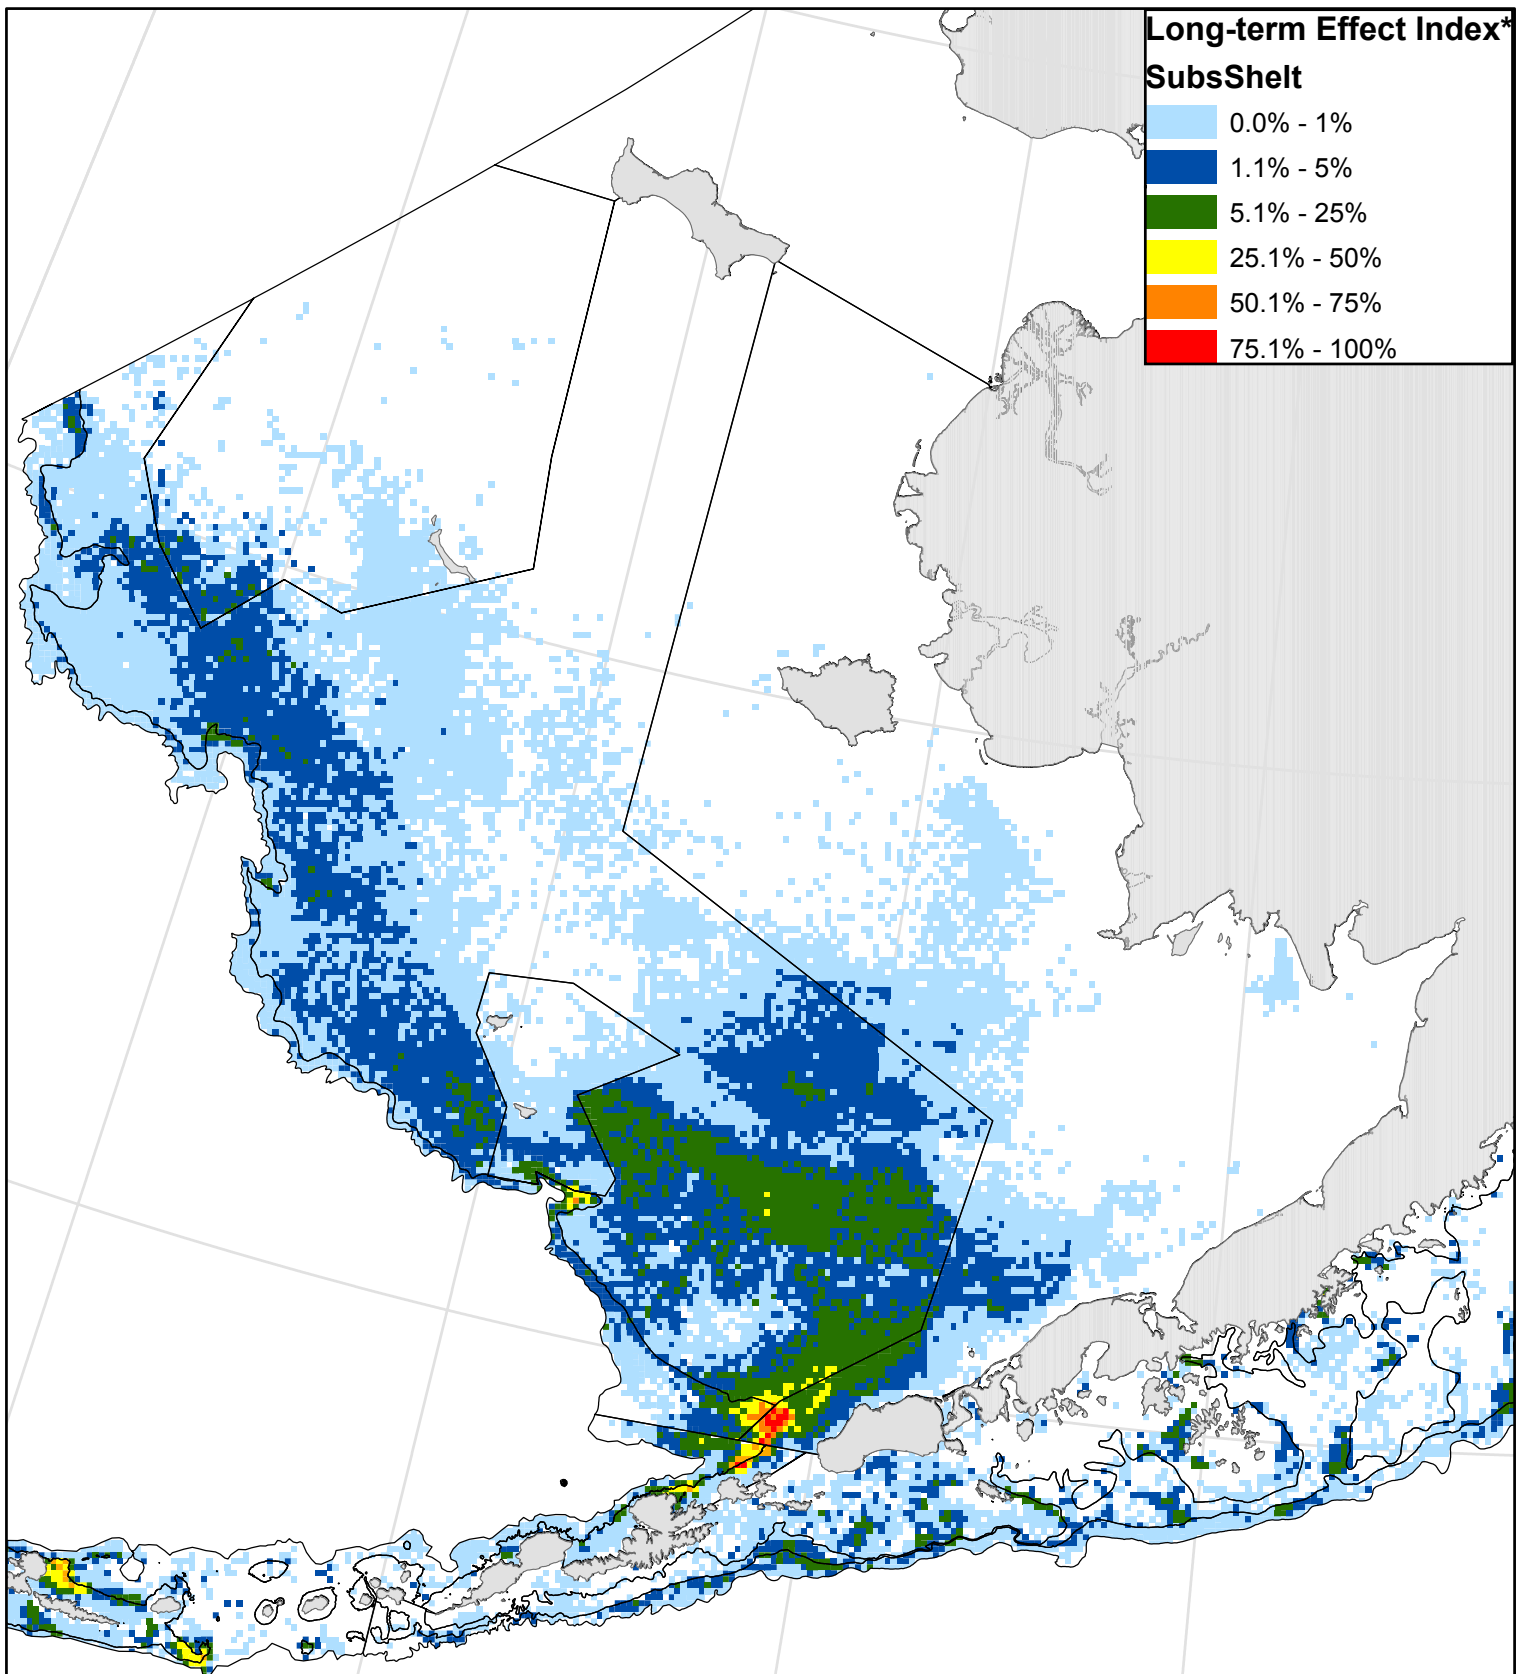 Long-term Effect Index*
SubsShelt
0.0% - 1%
1.1% - 5%
5.1% - 25%
25.1% - 50%
50.1% - 75%
75.1% - 100%